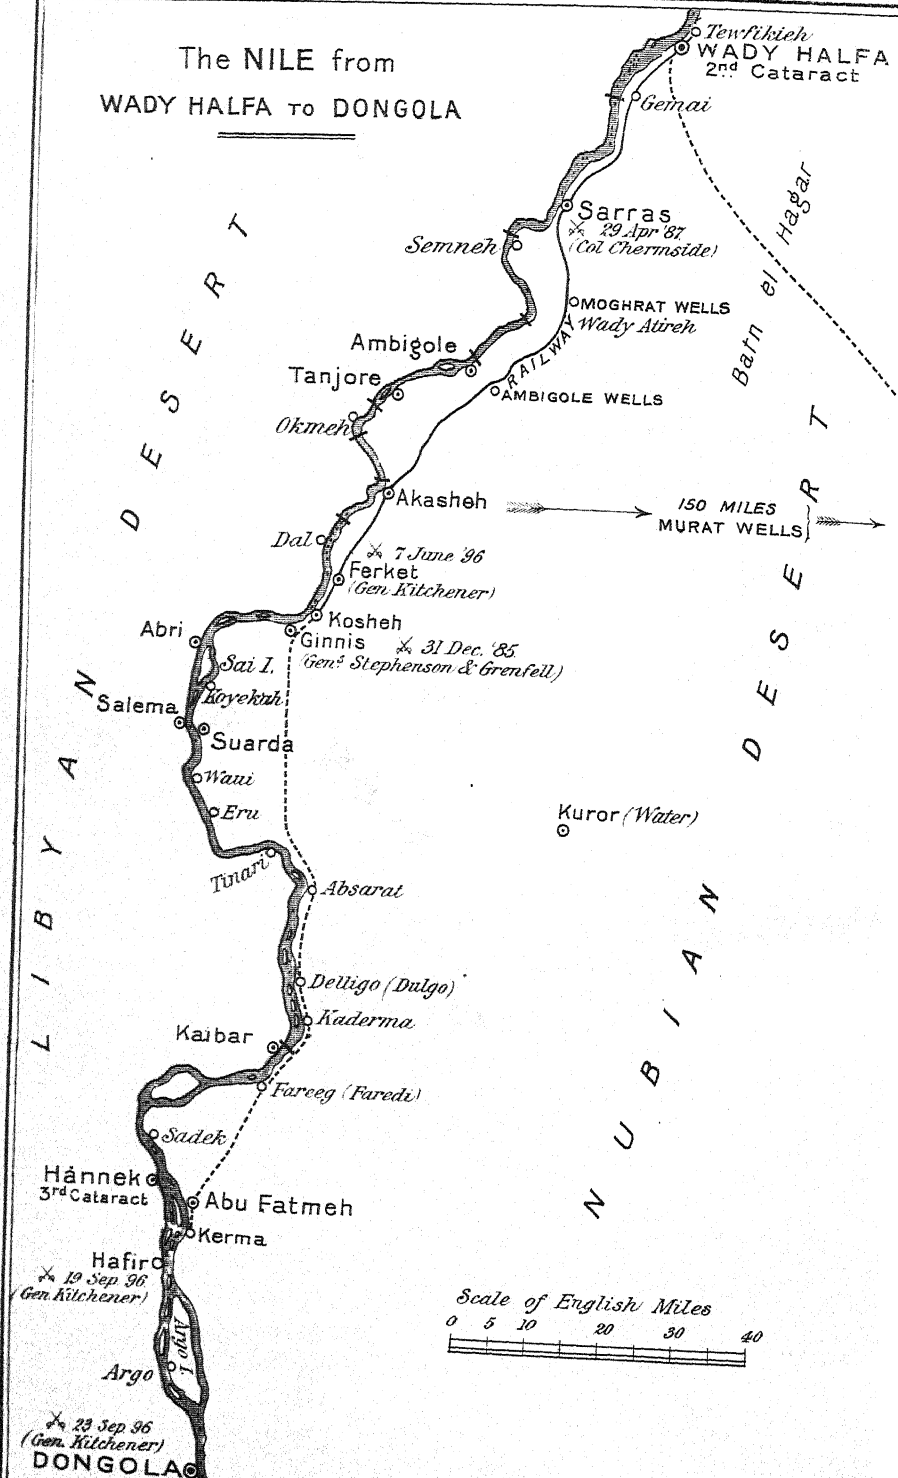 The NILE from
WADY HALFA TO DONGOLA
Tewfikieh
WADY HALFA
2nd Cataract
Gemai
Sarras
29 Apr '87.
(Col Chermside)
Semneh
Batn el Hagar
MOGHRAT WELLS
Wady Atireh
RAILWAY
Ambigole
Tanjore
AMBIGOLE WELLS
Okmeh
Akasheh
150 MILES
MURAT WELLS
Dal
7 June '96
Ferket
(Gen Kitchener)
Kosheh
Abri
Ginnis
31 Dec. '85.
(Gens Stephenson & Grenfell)
Sai I.
Koyekah
Salema
Suarda
Waui
Eru
Kuror (Water)
Tinari
Absarat
Delligo (Dulgo)
Kaderma
Kaibar
Fareeg (Faredi)
Sadek
Hannek
3rd Cataract
Abu Fatmeh
Kerma
Hafir
19 Sep 96
(Gen Kitchener)
Argo I.
Argo
23 Sep 96
(Gen. Kitchener)
DONGOLA
LIBYAN DESERT
NUBIAN DESERT
Scale of English Miles
0 5 10 20 30 40